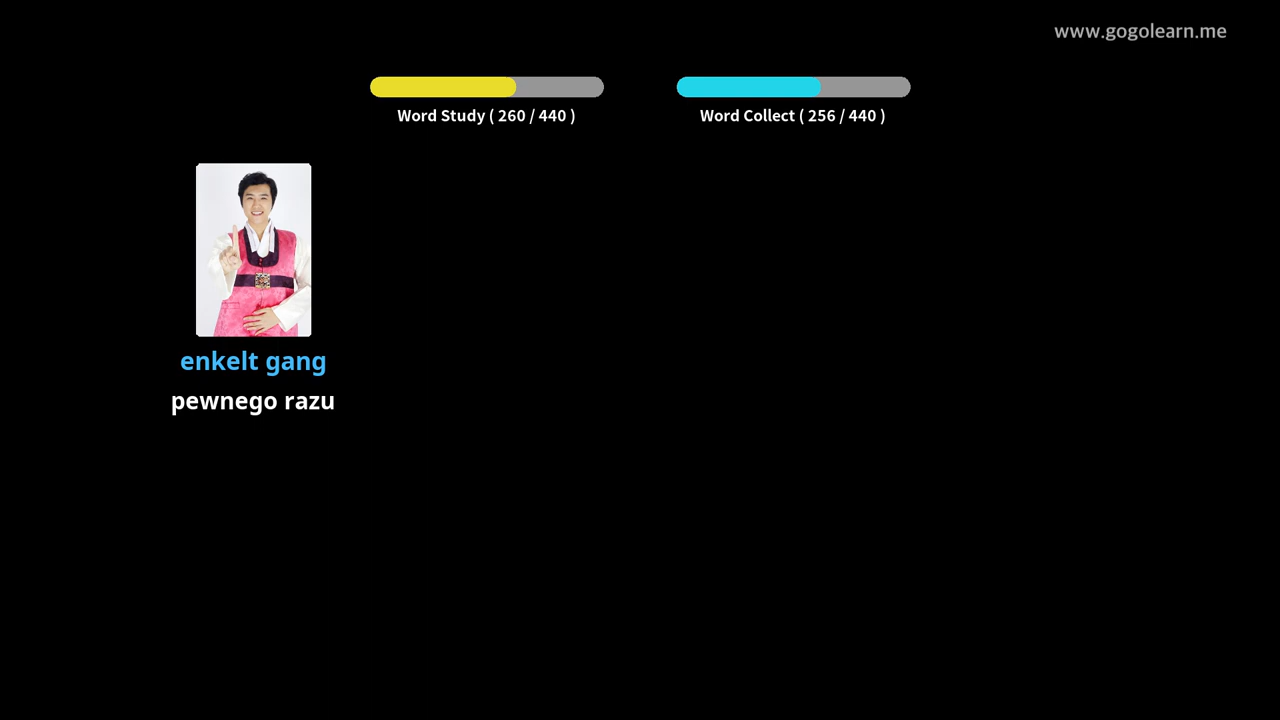 www.gogolearn.me
Word Study ( 260 / 440 )
Word Collect ( 256 / 440 )
enkelt gang
pewnego razu